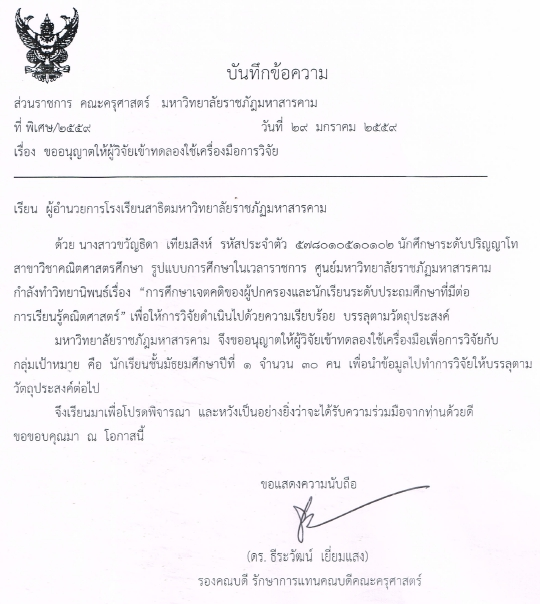 บันทึกข้อความ
ส่วนราชการ คณะครุศาสตร์ มหาวิทยาลัยราชภัฏมหาสารคาม
ที่ พิเศษ/๒๕๕๙ วันที่ ๒๙ มกราคม ๒๕๕๙
เรื่อง ขออนุญาตให้ผู้วิจัยเข้าทดลองใช้เครื่องมือการวิจัย
เรียน ผู้อำนวยการโรงเรียนสาธิตมหาวิทยาลัยราชภัฏมหาสารคาม
ด้วย นางสาวขวัญธิดา เทียมสิงห์ รหัสประจำตัว ๕๗๘๐๑๐๕๑๐๑๐๒ นักศึกษาระดับปริญญาโท
สาขาวิชาคณิตศาสตรศึกษา รูปแบบการศึกษาในเวลาราชการ ศูนย์มหาวิทยาลัยราชภัฏมหาสารคาม
กำลังทำวิทยานิพนธ์เรื่อง “การศึกษาเจตคติของผู้ปกครองและนักเรียนระดับประถมศึกษาที่มีต่อ
การเรียนรู้คณิตศาสตร์” เพื่อให้การวิจัยดำเนินไปด้วยความเรียบร้อย บรรลุตามวัตถุประสงค์
มหาวิทยาลัยราชภัฏมหาสารคาม จึงขออนุญาตให้ผู้วิจัยเข้าทดลองใช้เครื่องมือเพื่อการวิจัยกับ
กลุ่มเป้าหมาย คือ นักเรียนชั้นมัธยมศึกษาปีที่ ๑ จำนวน ๓๐ คน เพื่อนำข้อมูลไปทำการวิจัยให้บรรลุตาม
วัตถุประสงค์ต่อไป
จึงเรียนมาเพื่อโปรดพิจารณา และหวังเป็นอย่างยิ่งว่าจะได้รับความร่วมมือจากท่านด้วยดี
ขอขอบคุณมา ณ โอกาสนี้
ขอแสดงความนับถือ
(ดร. ธีระวัฒน์ เยี่ยมแสง)
รองคณบดี รักษาการแทนคณบดีคณะครุศาสตร์